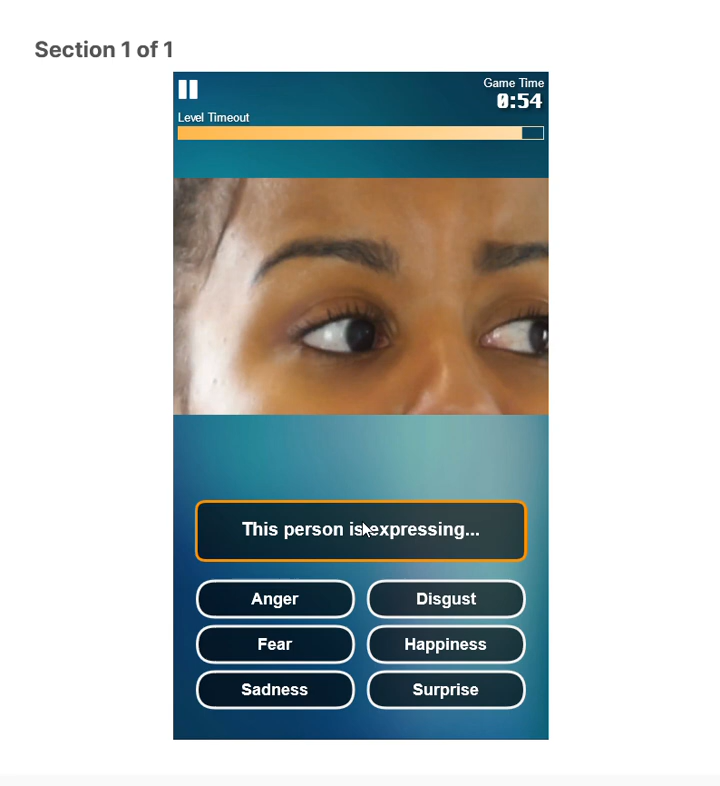 Section 1 of 1
Game Time
0:54
Level Timeout
This person is expressing...
Anger
Disgust
Fear
Happiness
Sadness
Surprise